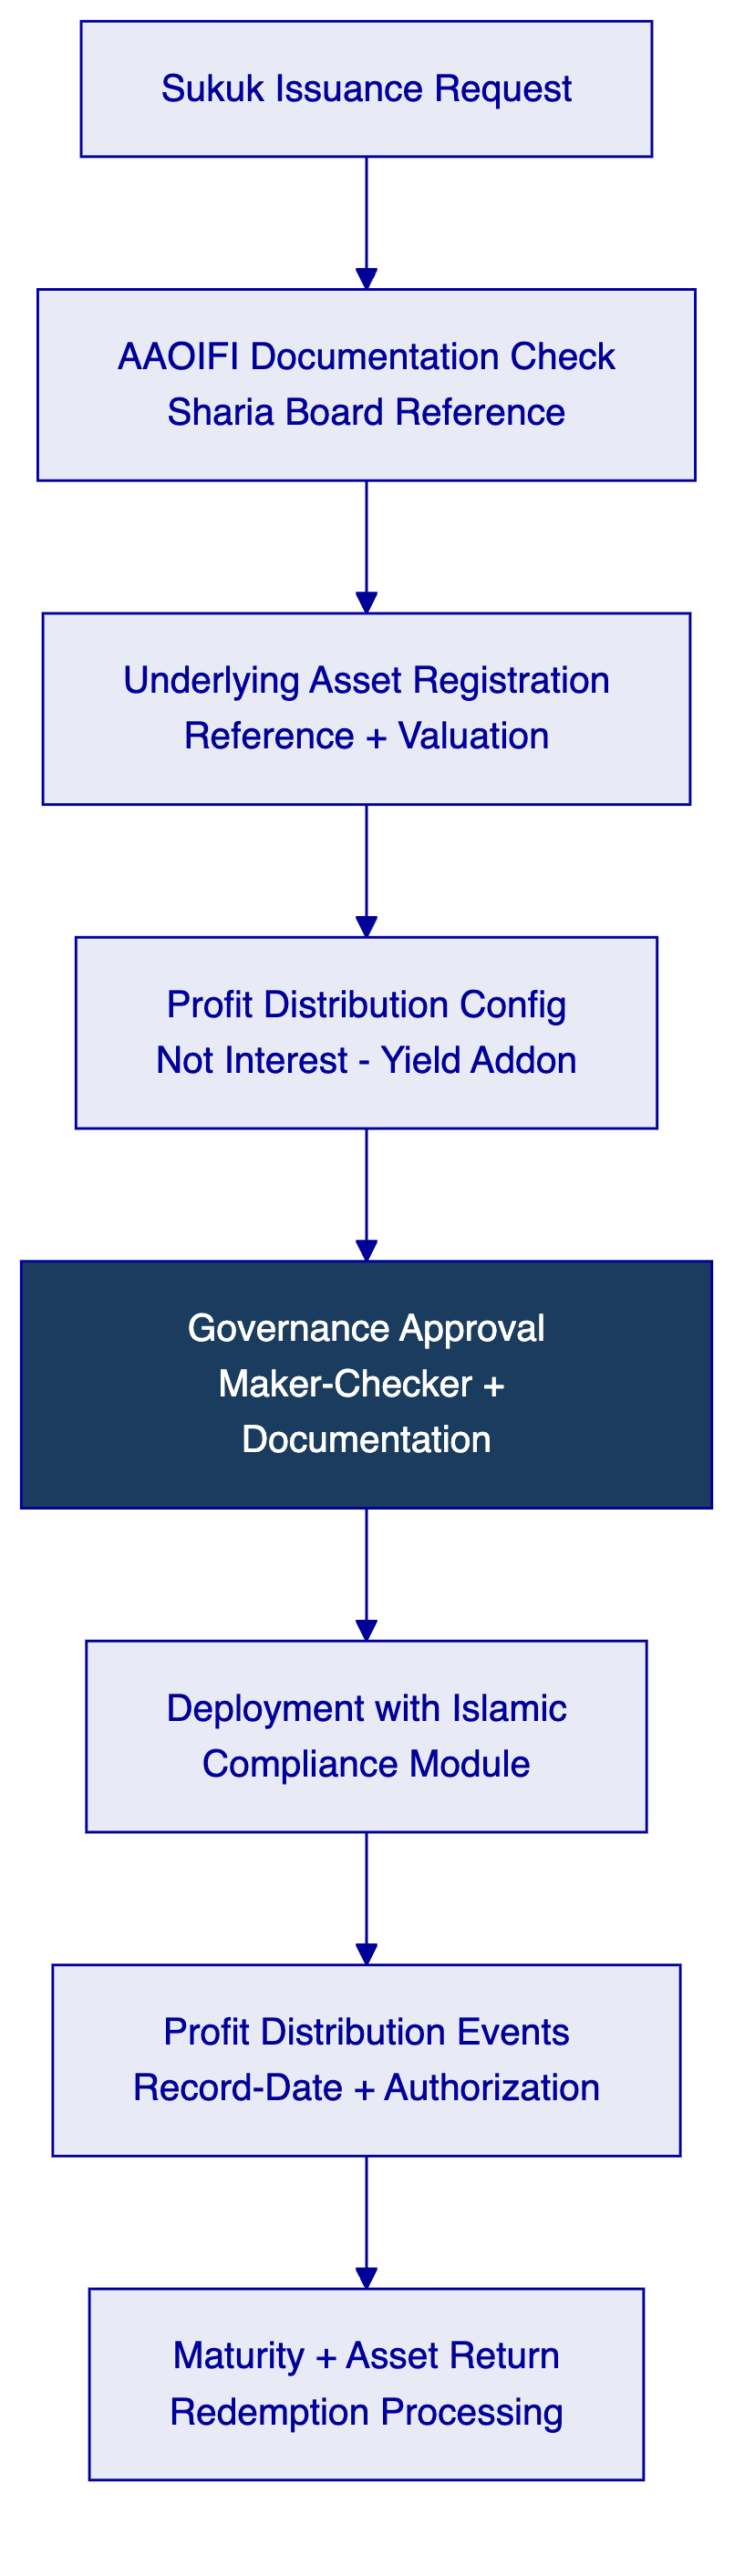 Sukuk Issuance Request
AAOIFI Documentation Check
Sharia Board Reference
Underlying Asset Registration
Reference + Valuation
Profit Distribution Config
Not Interest - Yield Addon
Governance Approval
Maker-Checker +
Documentation
Deployment with Islamic
Compliance Module
Profit Distribution Events
Record-Date + Authorization
Maturity + Asset Return
Redemption Processing